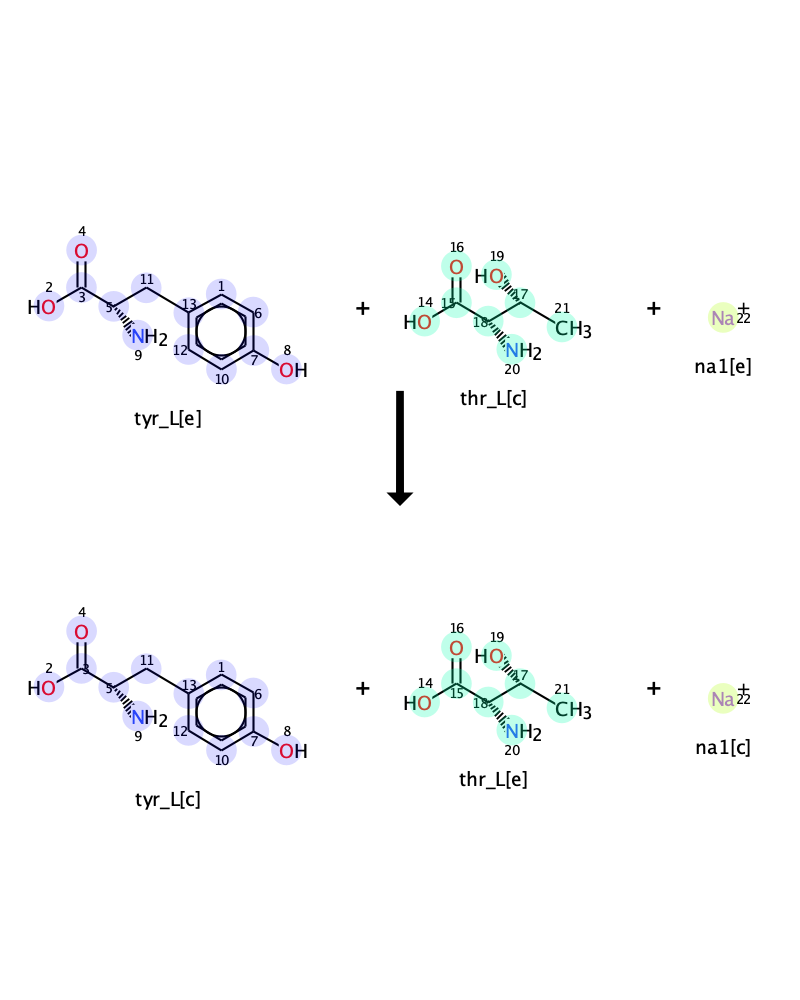 4
O
2
HO
3
5
11
NH2
9
13
1
6
12
7
10
8
OH
tyr_L[e]
+
16
O
19
HO
14
HO
15
17
18
21
CH3
NH2
20
thr_L[c]
+
Na
+
22
na1[e]
4
O
2
HO
3
5
11
NH2
9
13
1
6
12
7
10
8
OH
tyr_L[c]
+
16
O
19
HO
14
HO
15
17
18
21
CH3
NH2
20
thr_L[e]
+
Na
+
22
na1[c]